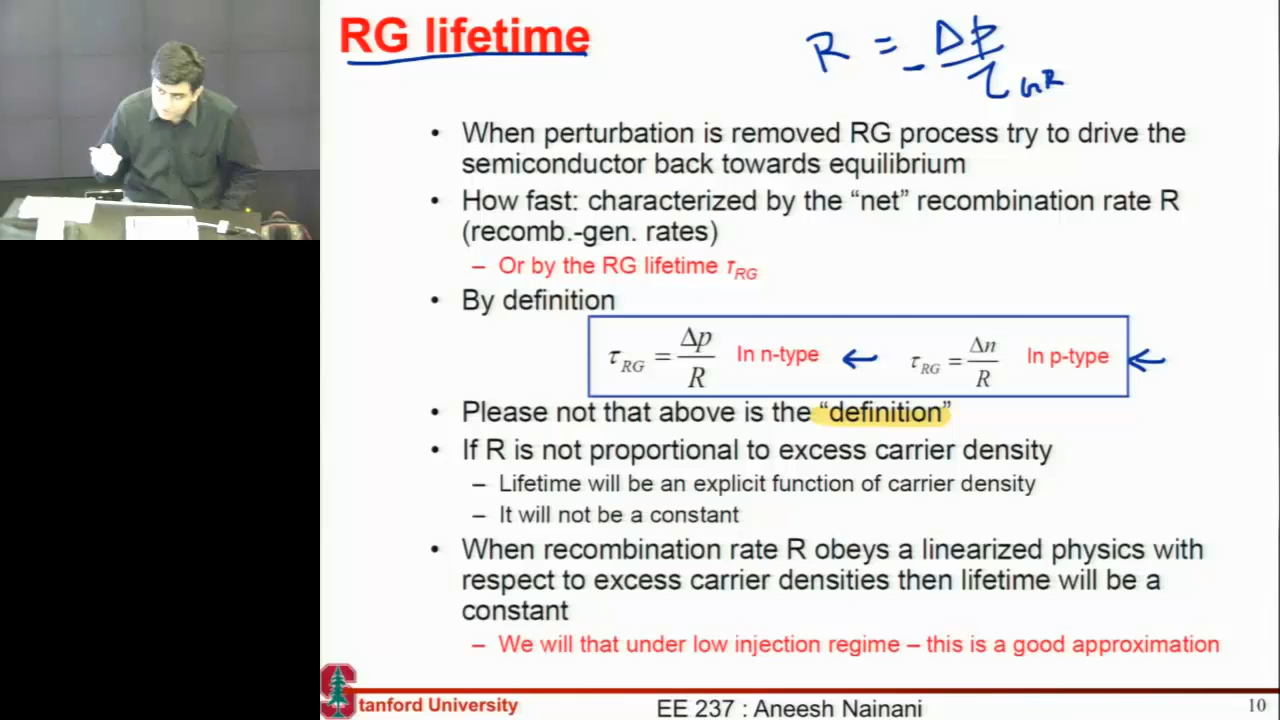 RG lifetime
R = - Δp / τ GR
• When perturbation is removed RG process try to drive the
semiconductor back towards equilibrium
• How fast: characterized by the “net” recombination rate R
(recomb.-gen. rates)
– Or by the RG lifetime τRG
• By definition
τRG = Δp / R In n-type ← τRG = Δn / R In p-type ←
• Please not that above is the “definition”
• If R is not proportional to excess carrier density
– Lifetime will be an explicit function of carrier density
– It will not be a constant
• When recombination rate R obeys a linearized physics with
respect to excess carrier densities then lifetime will be a
constant
– We will that under low injection regime – this is a good approximation
Stanford University EE 237 : Aneesh Nainani 10